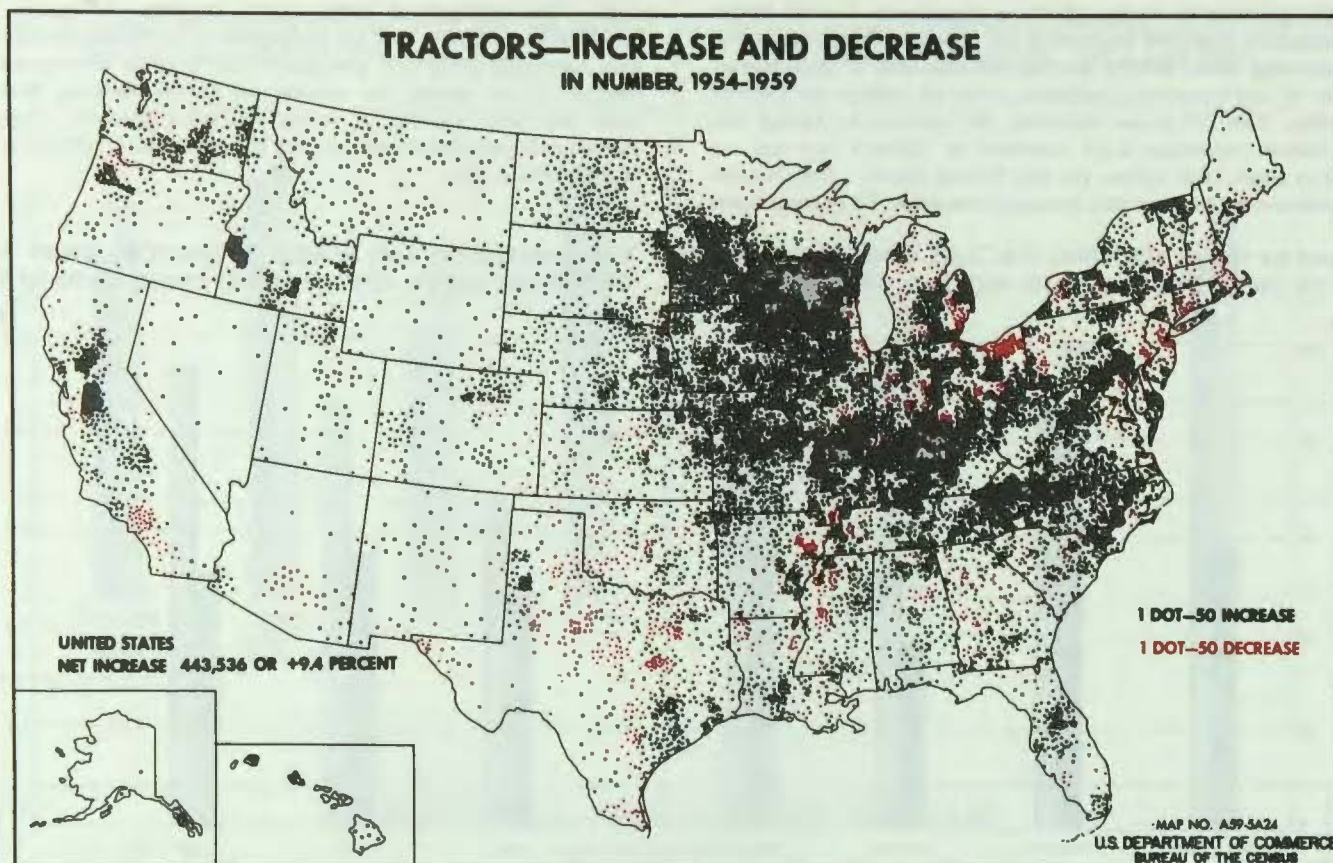 TRACTORS—INCREASE AND DECREASE
IN NUMBER, 1954-1959
UNITED STATES
NET INCREASE 443,536 OR +9.4 PERCENT
1 DOT—50 INCREASE
1 DOT—50 DECREASE
MAP NO. A59-5A24
U.S. DEPARTMENT OF COMMERCE
BUREAU OF THE CENSUS